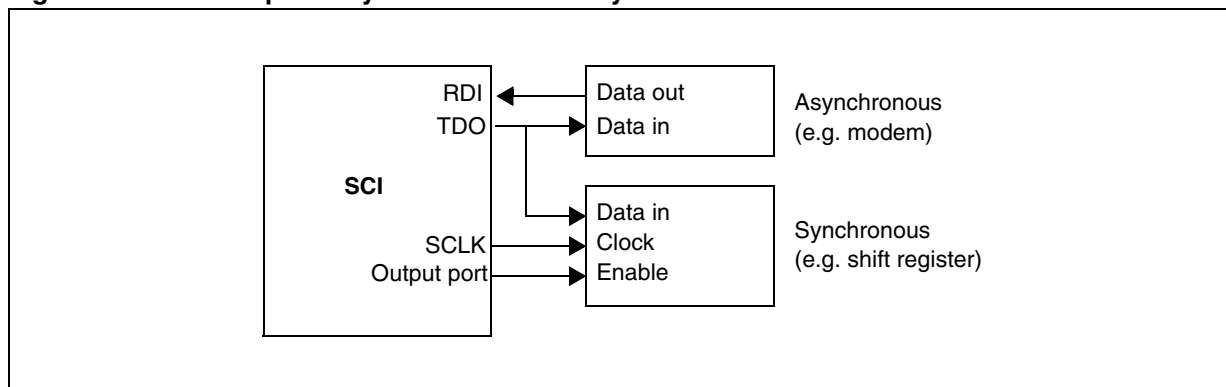 RDI
TDO
SCI
SCLK
Output port
Data out
Data in
Asynchronous
(e.g. modem)
Data in
Clock
Enable
Synchronous
(e.g. shift register)